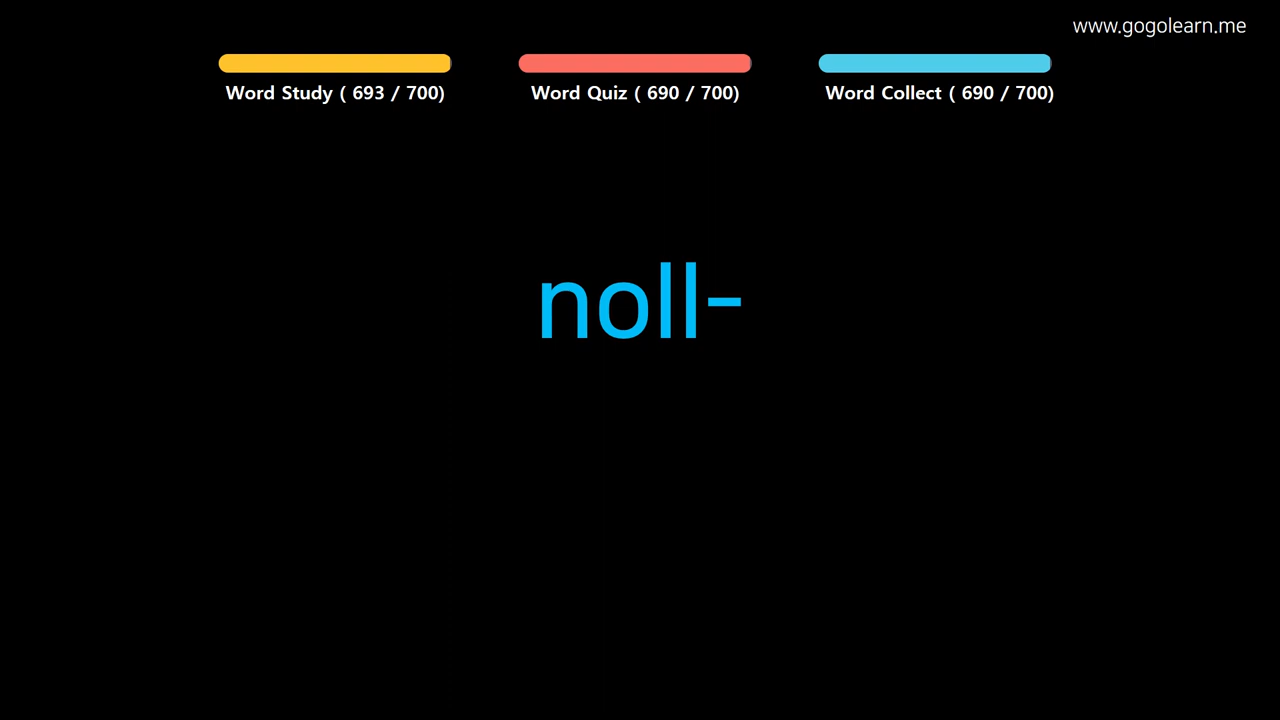 www.gogolearn.me
Word Study ( 693 / 700)
Word Quiz ( 690 / 700)
Word Collect ( 690 / 700)
noll-